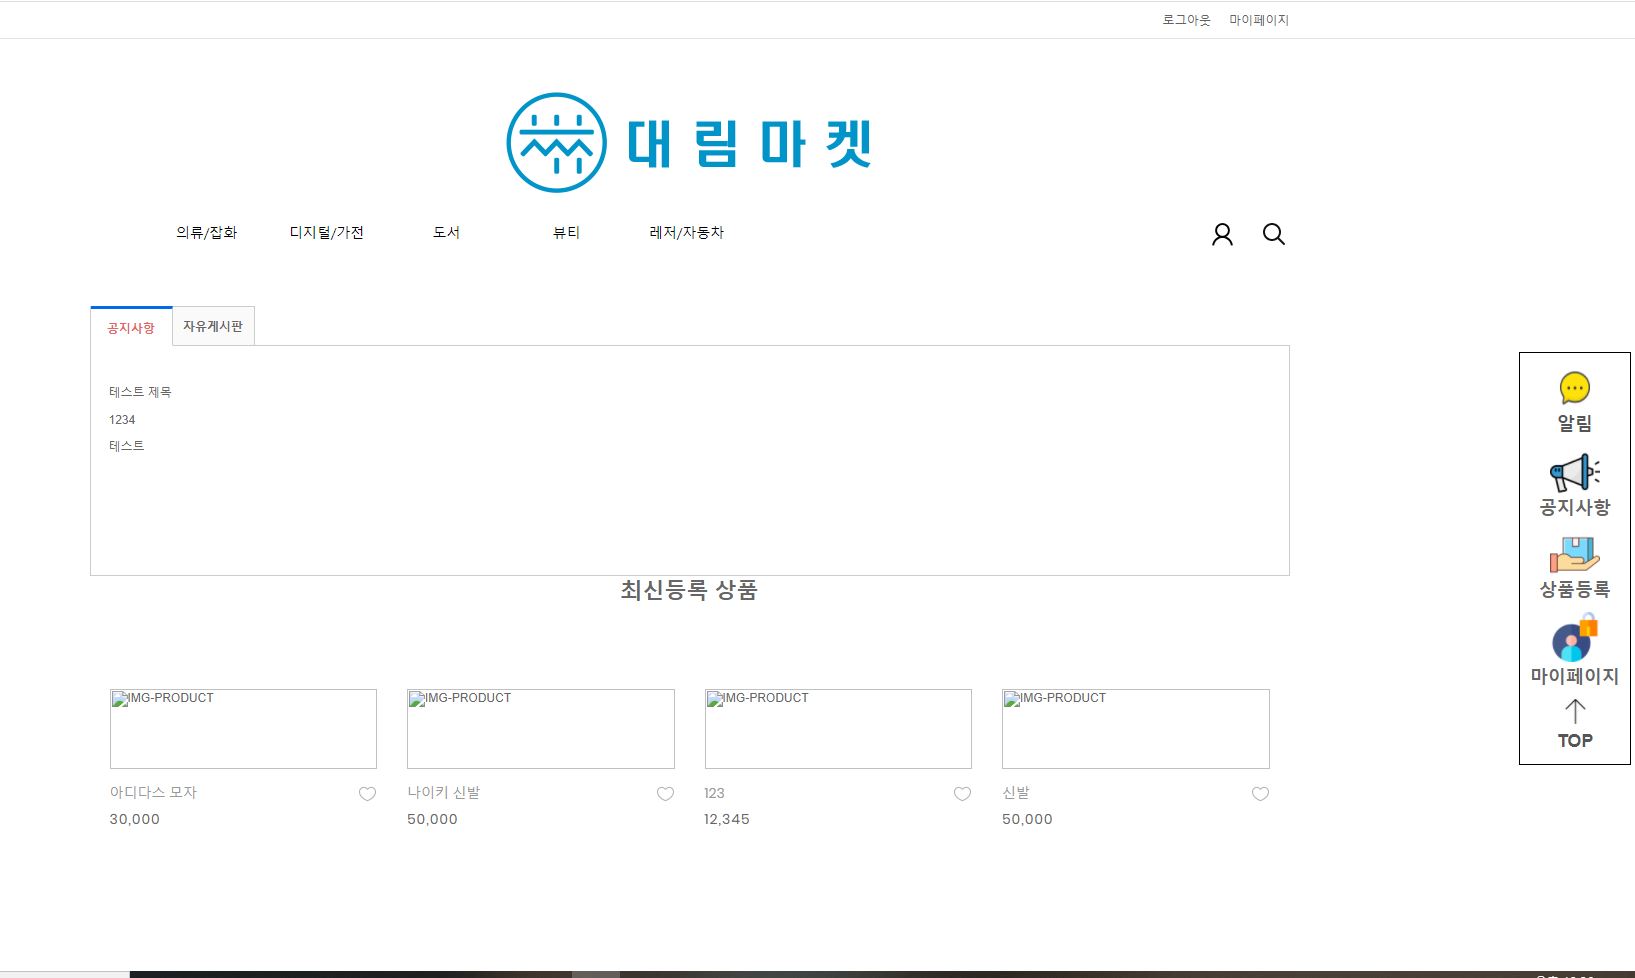 로그아웃 마이페이지
대림마켓
의류/잡화 디지털/가전 도서 뷰티 레저/자동차
공지사항 자유게시판
테스트 제목
1234
테스트
최신등록 상품
IMG-PRODUCT IMG-PRODUCT IMG-PRODUCT IMG-PRODUCT
아디다스 모자 나이키 신발 123 신발
30,000 50,000 12,345 50,000
알림
공지사항
상품등록
마이페이지
TOP